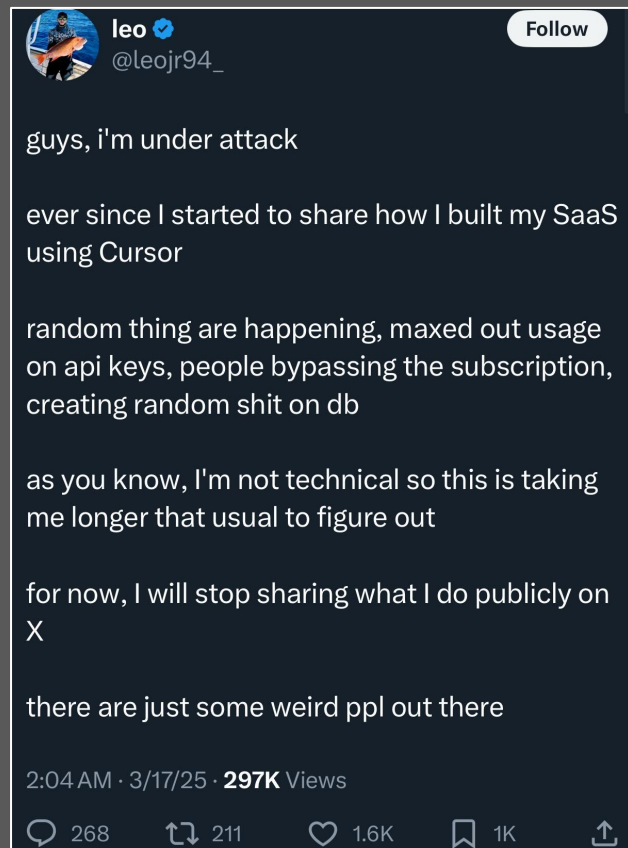 leo
Follow
@leojr94_
guys, i'm under attack
ever since I started to share how I built my SaaS
using Cursor
random thing are happening, maxed out usage
on api keys, people bypassing the subscription,
creating random shit on db
as you know, I'm not technical so this is taking
me longer that usual to figure out
for now, I will stop sharing what I do publicly on
X
there are just some weird ppl out there
2:04 AM · 3/17/25 · 297K Views
268 211 1.6K 1K